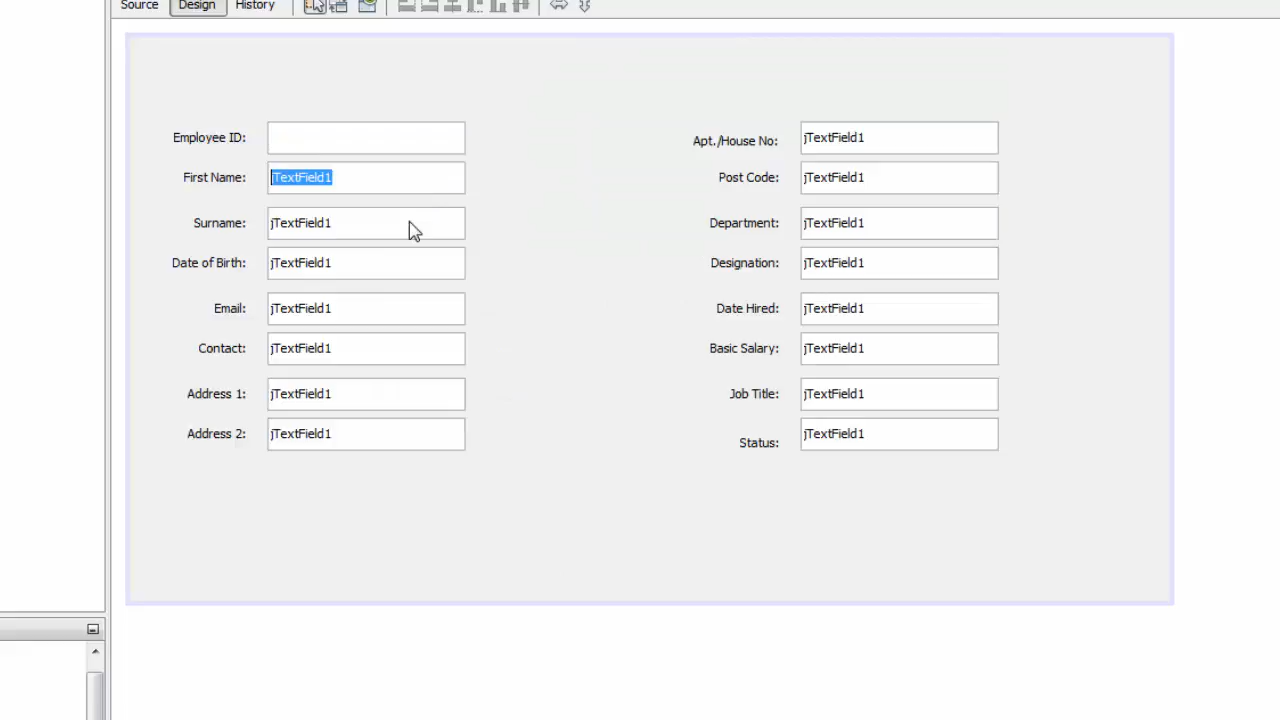 Source Design History
Employee ID:
First Name: jTextField1
Surname: jTextField1
Date of Birth: jTextField1
Email: jTextField1
Contact: jTextField1
Address 1: jTextField1
Address 2: jTextField1
Apt./House No: jTextField1
Post Code: jTextField1
Department: jTextField1
Designation: jTextField1
Date Hired: jTextField1
Basic Salary: jTextField1
Job Title: jTextField1
Status: jTextField1